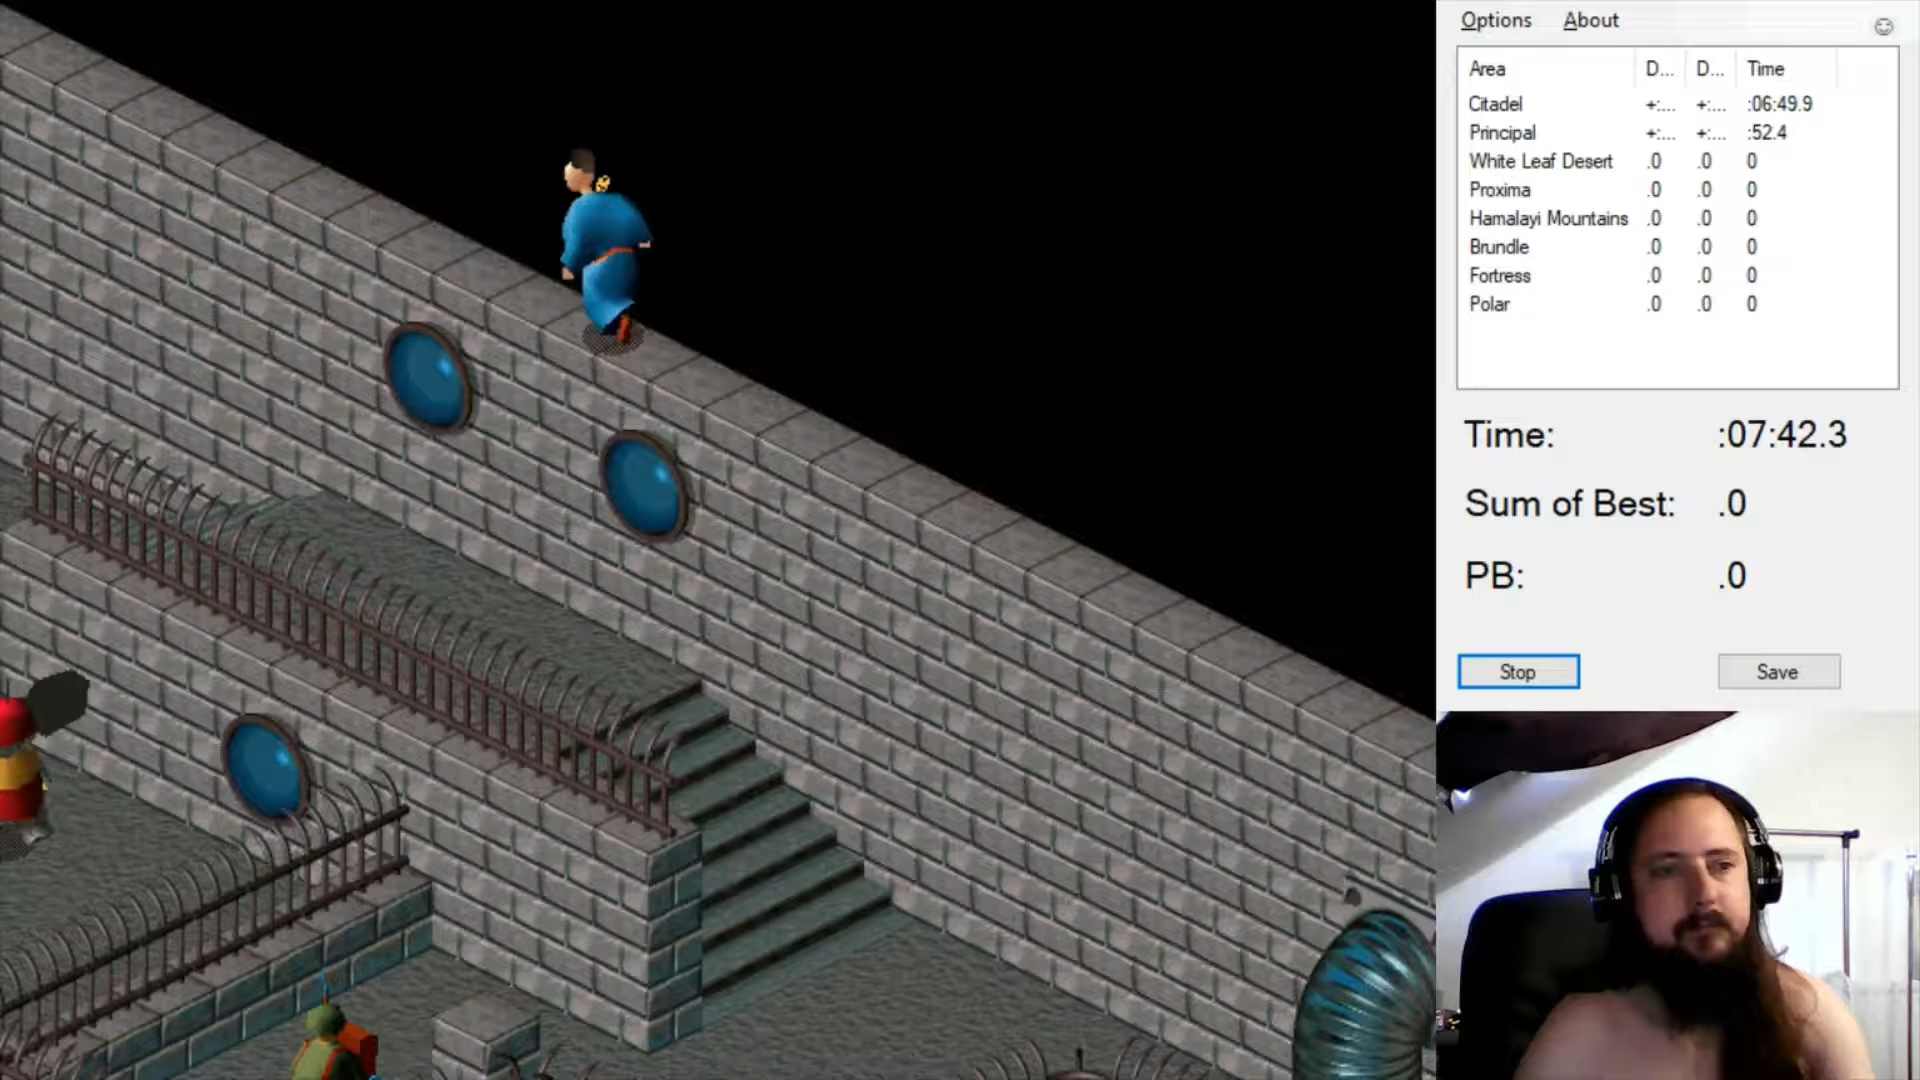 Options About
Area D... D... Time
Citadel +:... +:... :06:49.9
Principal +:... +:... :52.4
White Leaf Desert .0 .0 0
Proxima .0 .0 0
Hamalayi Mountains .0 .0 0
Brundle .0 .0 0
Fortress .0 .0 0
Polar .0 .0 0
Time: :07:42.3
Sum of Best: .0
PB: .0
Stop Save